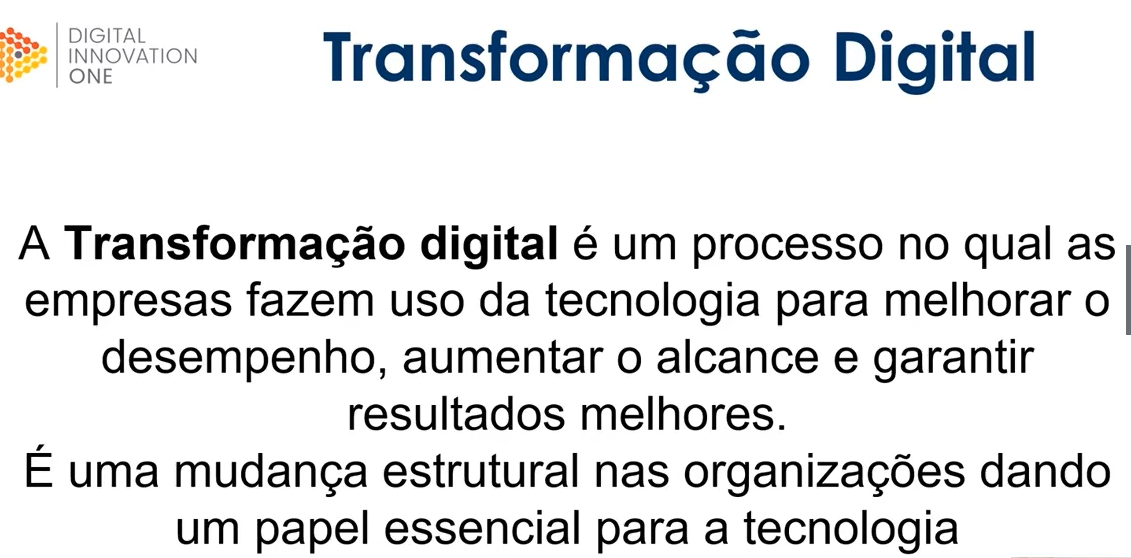 DIGITAL
INNOVATION
ONE
Transformação Digital
A Transformação digital é um processo no qual as
empresas fazem uso da tecnologia para melhorar o
desempenho, aumentar o alcance e garantir
resultados melhores.
É uma mudança estrutural nas organizações dando
um papel essencial para a tecnologia